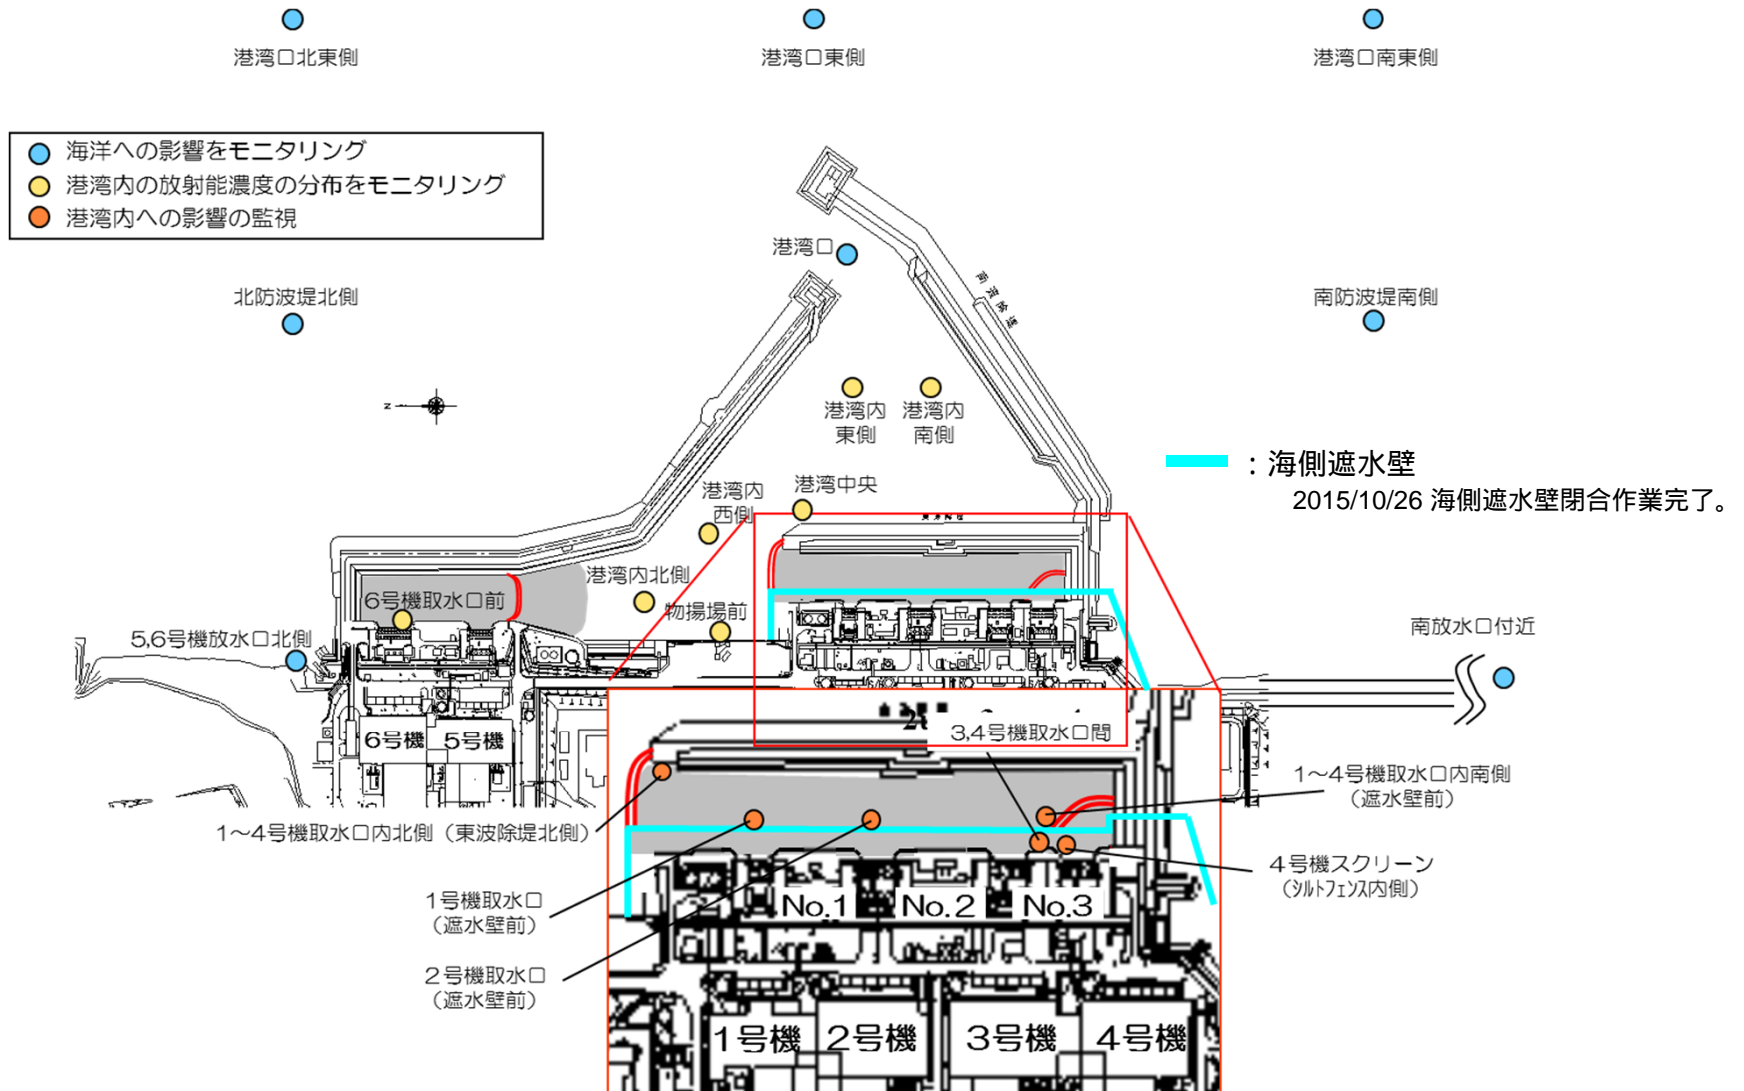 港湾口北東側
港湾口東側
港湾口南東側
海洋への影響をモニタリング
港湾内の放射能濃度の分布をモニタリング
港湾内への影響の監視
港湾口
北防波堤北側
南防波堤南側
南波除堤
N
港湾内
東側
港湾内
南側
：海側遮水壁
2015/10/26 海側遮水壁閉合作業完了。
港湾内
西側
港湾中央
港湾内北側
6号機取水口前
物揚場前
5,6号機放水口北側
南放水口付近
6号機
5号機
3,4号機取水口間
1～4号機取水口内南側
（遮水壁前）
1～4号機取水口内北側（東波除堤北側）
4号機スクリーン
（シルトフェンス内側）
1号機取水口
（遮水壁前）
No.1
No.2
No.3
2号機取水口
（遮水壁前）
1号機
2号機
3号機
4号機